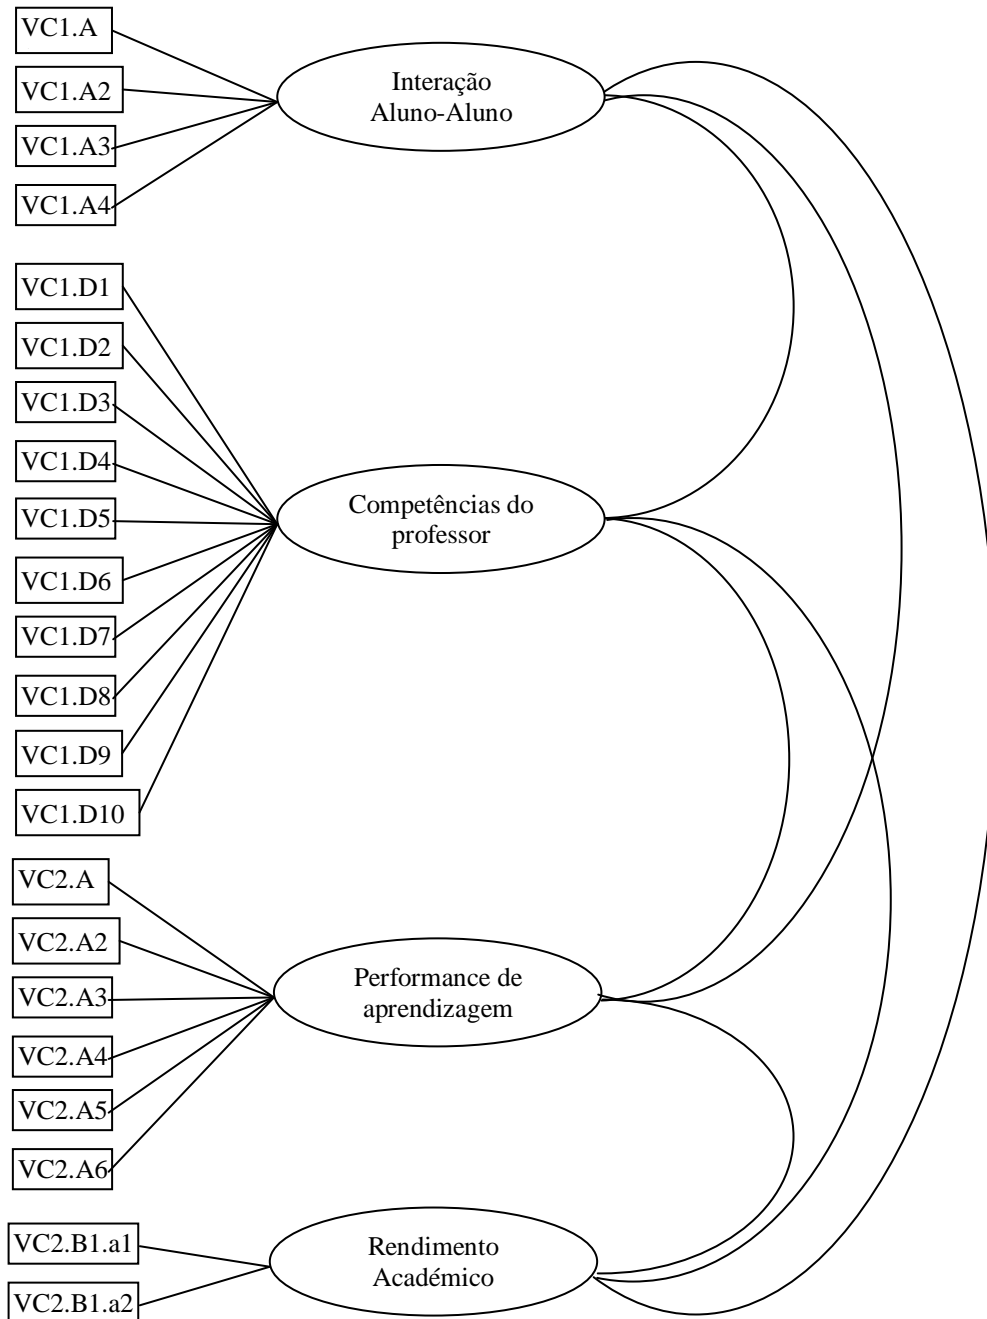 VC1.A
VC1.A2
VC1.A3
VC1.A4
Interação
Aluno-Aluno
VC1.D1
VC1.D2
VC1.D3
VC1.D4
VC1.D5
VC1.D6
VC1.D7
VC1.D8
VC1.D9
VC1.D10
Competências do
professor
VC2.A
VC2.A2
VC2.A3
VC2.A4
VC2.A5
VC2.A6
Performance de
aprendizagem
VC2.B1.a1
VC2.B1.a2
Rendimento
Académico